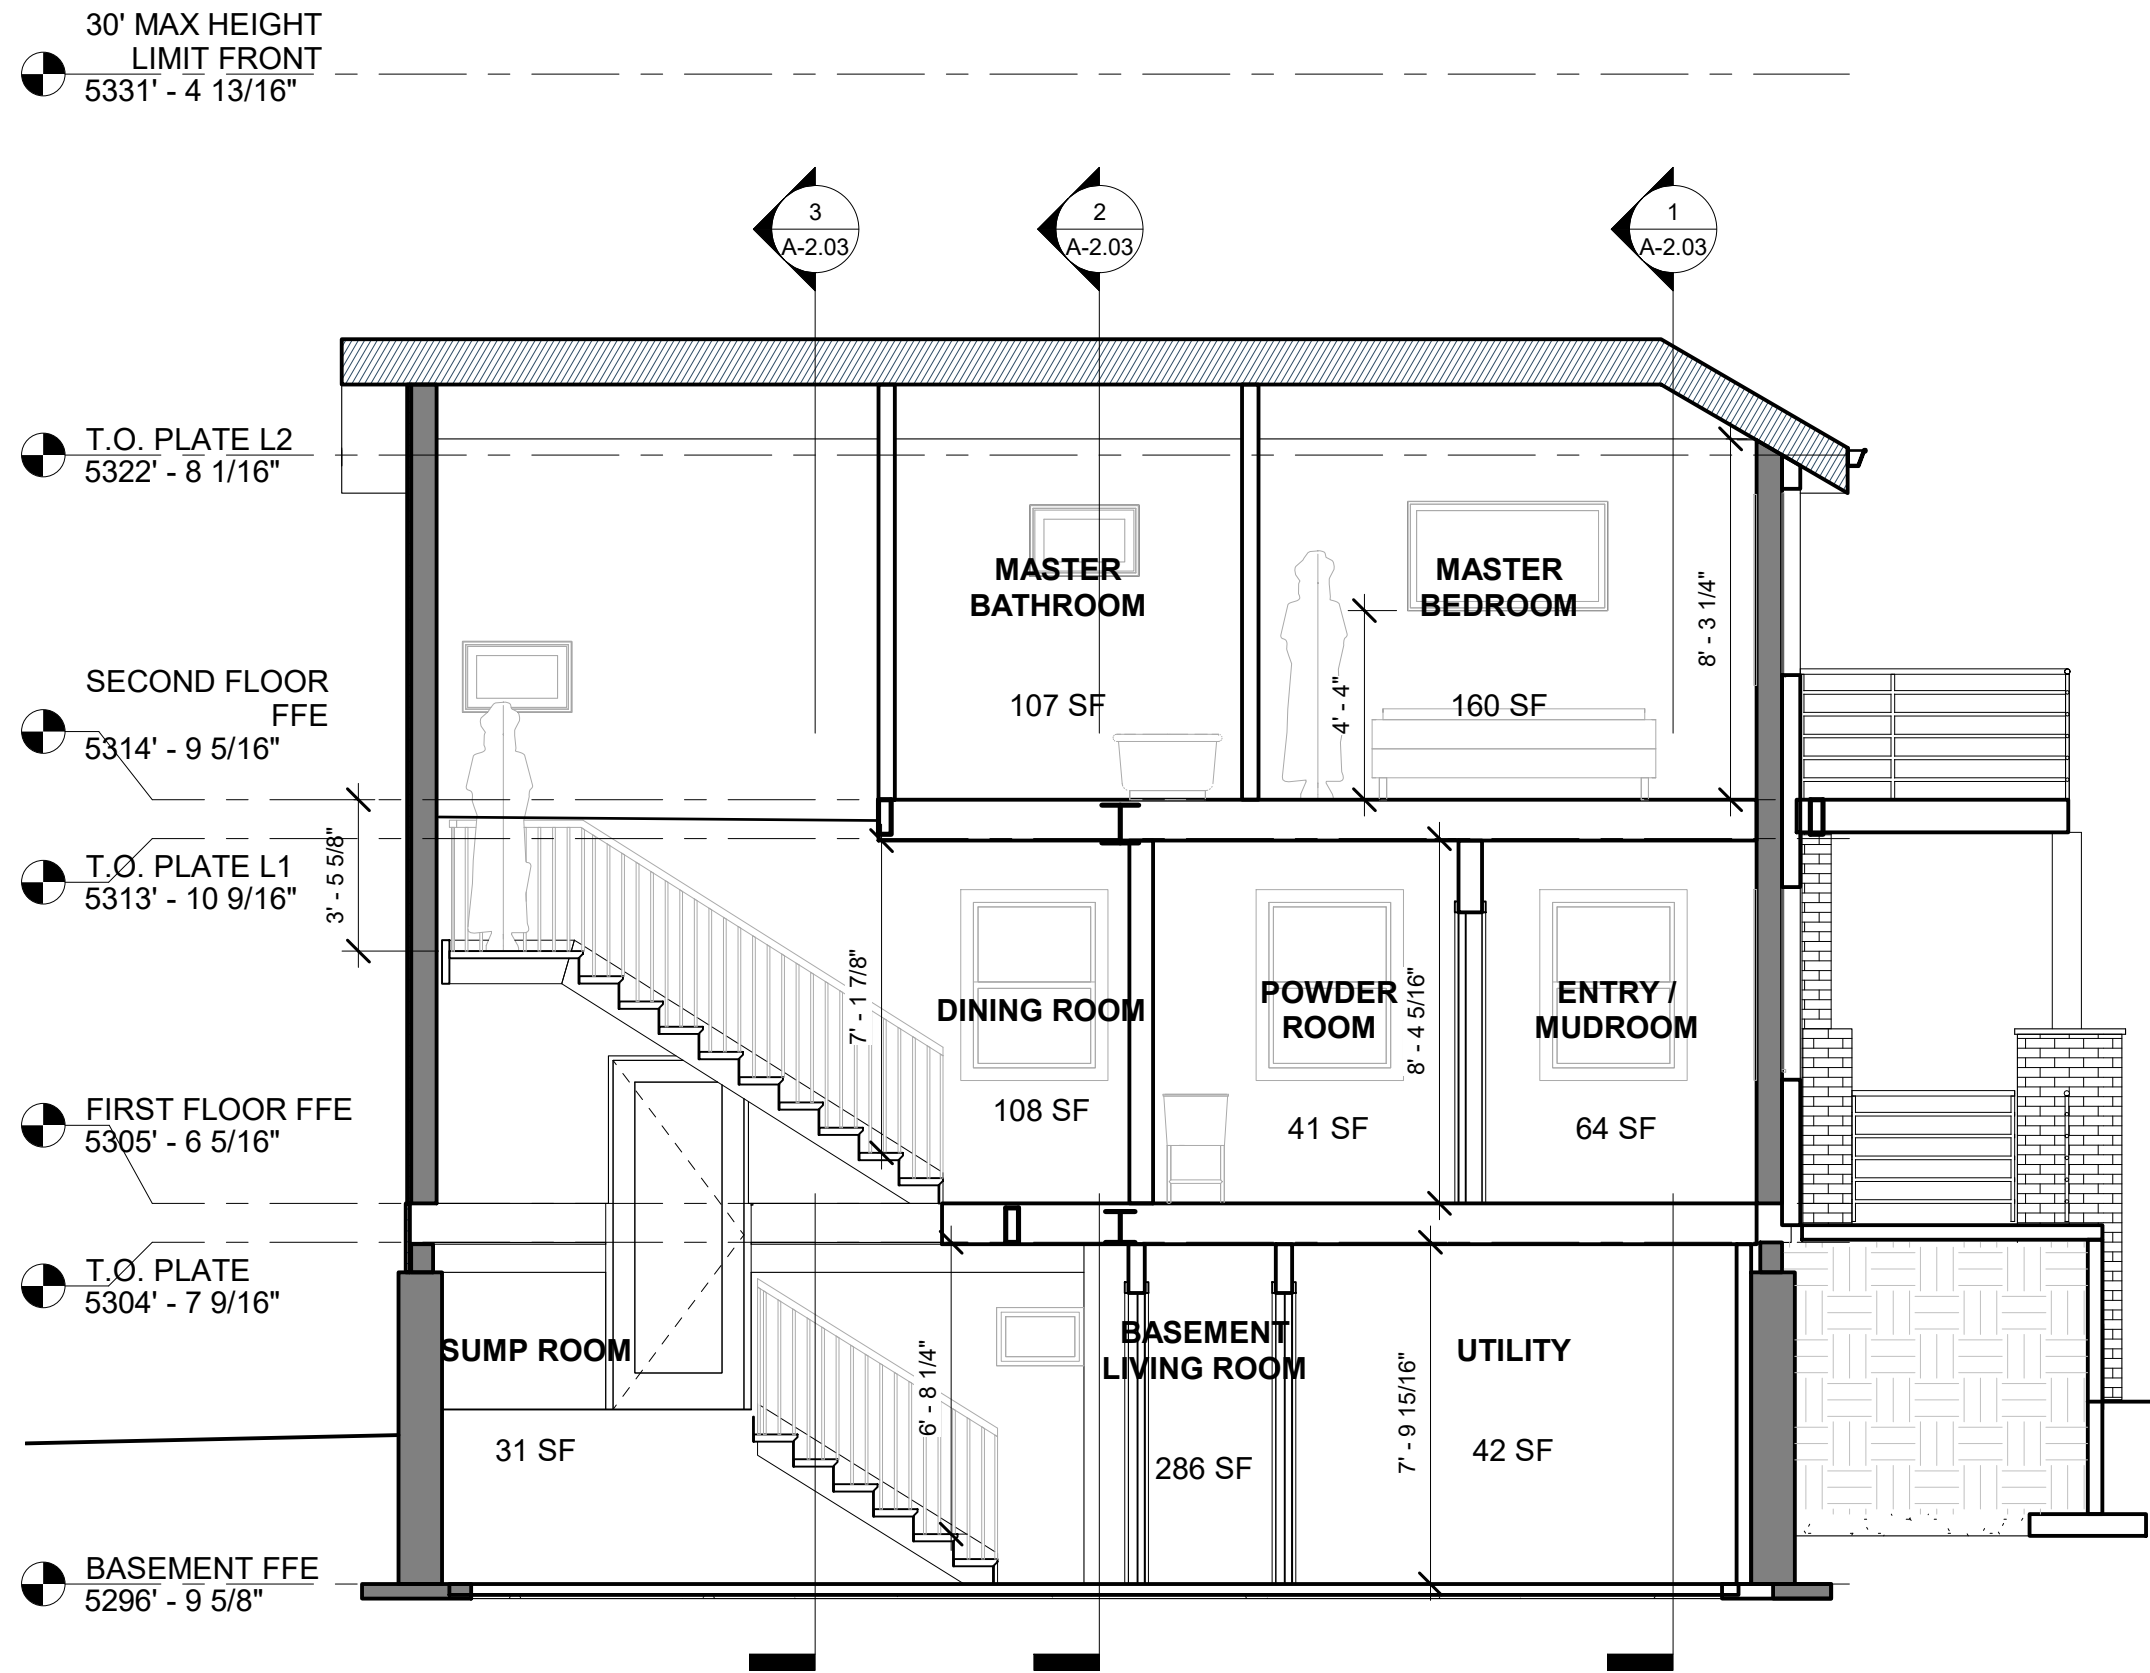 30' MAX HEIGHT
LIMIT FRONT
5331' - 4 13/16"
3
A-2.03
2
A-2.03
1
A-2.03
T.O. PLATE L2
5322' - 8 1/16"
MASTER
BATHROOM
107 SF
MASTER
BEDROOM
160 SF
8' - 3 1/4"
4' - 4"
SECOND FLOOR
FFE
5314' - 9 5/16"
T.O. PLATE L1
5313' - 10 9/16"
3' - 5 5/8"
7' - 1 7/8"
DINING ROOM
108 SF
POWDER
ROOM
41 SF
8' - 4 5/16"
ENTRY /
MUDROOM
64 SF
FIRST FLOOR FFE
5305' - 6 5/16"
T.O. PLATE
5304' - 7 9/16"
SUMP ROOM
31 SF
6' - 8 1/4"
BASEMENT
LIVING ROOM
286 SF
7' - 9 15/16"
UTILITY
42 SF
BASEMENT FFE
5296' - 9 5/8"